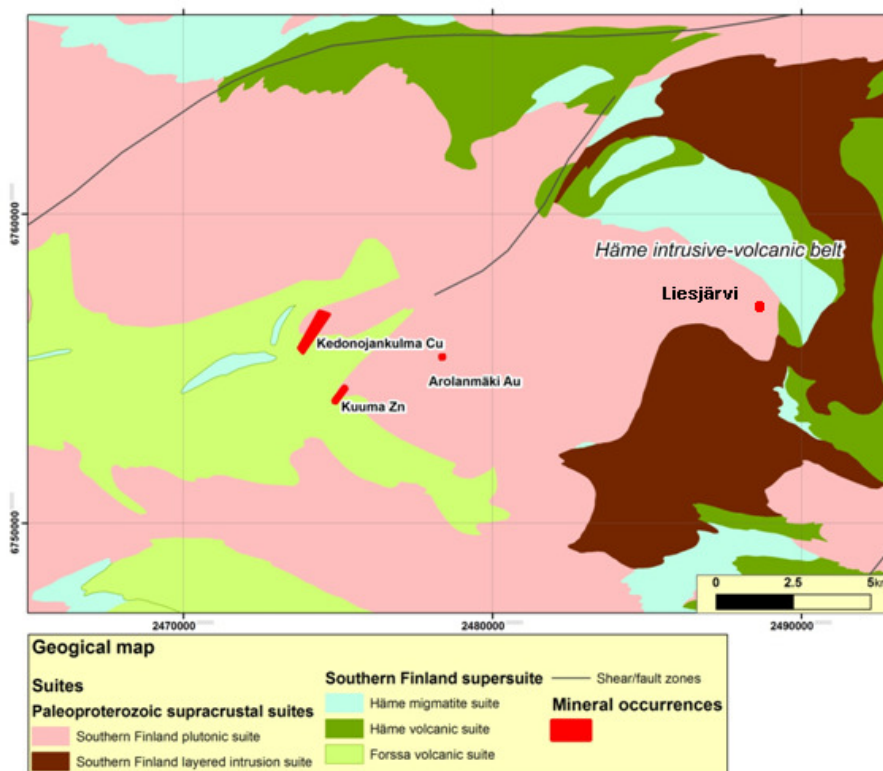 6760000
Häme intrusive-volcanic belt
Liesjärvi
Kedonojankulma Cu
Arolanmäki Au
Kuuma Zn
6750000
0 2.5 5km
2470000 2480000 2490000
Geogical map
Suites
Paleoproterozoic supracrustal suites
Southern Finland plutonic suite
Southern Finland layered intrusion suite
Southern Finland supersuite
Häme migmatite suite
Häme volcanic suite
Forssa volcanic suite
Shear/fault zones
Mineral occurrences